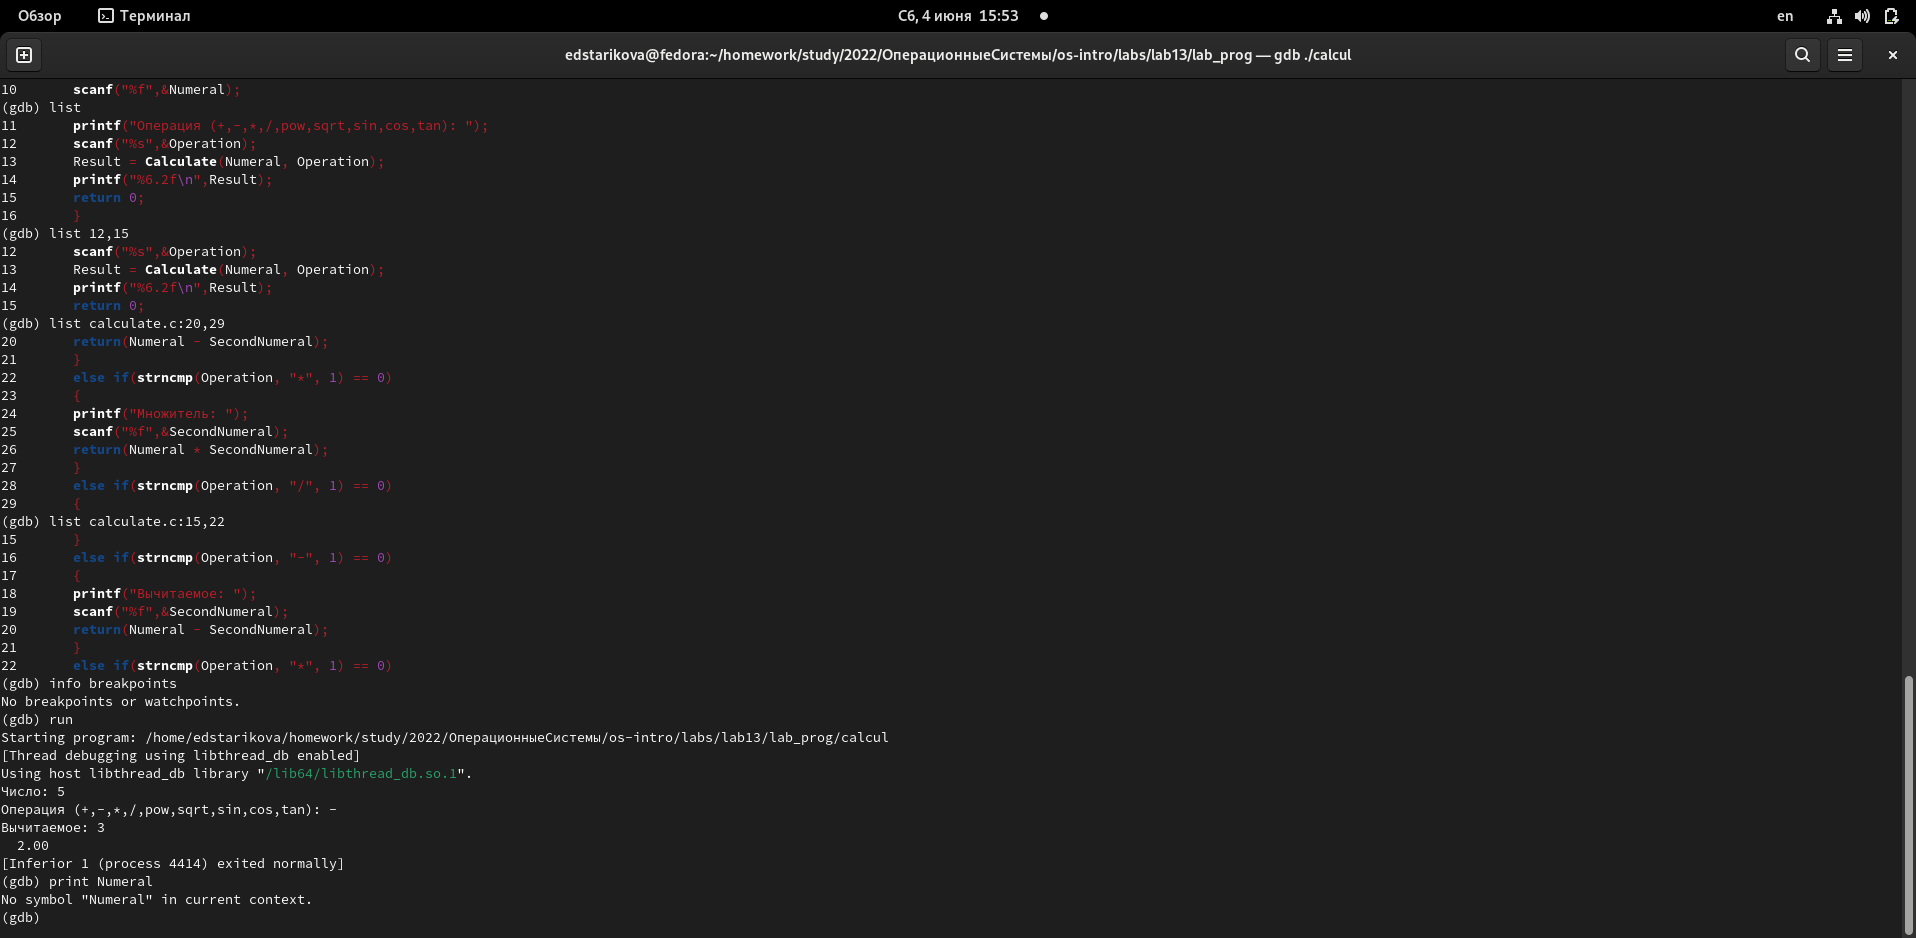 Обзор Терминал Сб, 4 июня 15:53 en
edstarikova@fedora:~/homework/study/2022/ОперационныеСистемы/os-intro/labs/lab13/lab_prog — gdb ./calcul
10 scanf("%f",&Numeral);
(gdb) list
11 printf("Операция (+,-,*,/,pow,sqrt,sin,cos,tan): ");
12 scanf("%s",&Operation);
13 Result = Calculate(Numeral, Operation);
14 printf("%6.2f\n",Result);
15 return 0;
16 }
(gdb) list 12,15
12 scanf("%s",&Operation);
13 Result = Calculate(Numeral, Operation);
14 printf("%6.2f\n",Result);
15 return 0;
(gdb) list calculate.c:20,29
20 return(Numeral - SecondNumeral);
21 }
22 else if(strncmp(Operation, "*", 1) == 0)
23 {
24 printf("Множитель: ");
25 scanf("%f",&SecondNumeral);
26 return(Numeral * SecondNumeral);
27 }
28 else if(strncmp(Operation, "/", 1) == 0)
29 {
(gdb) list calculate.c:15,22
15 }
16 else if(strncmp(Operation, "-", 1) == 0)
17 {
18 printf("Вычитаемое: ");
19 scanf("%f",&SecondNumeral);
20 return(Numeral - SecondNumeral);
21 }
22 else if(strncmp(Operation, "*", 1) == 0)
(gdb) info breakpoints
No breakpoints or watchpoints.
(gdb) run
Starting program: /home/edstarikova/homework/study/2022/ОперационныеСистемы/os-intro/labs/lab13/lab_prog/calcul
[Thread debugging using libthread_db enabled]
Using host libthread_db library "/lib64/libthread_db.so.1".
Число: 5
Операция (+,-,*,/,pow,sqrt,sin,cos,tan): -
Вычитаемое: 3
2.00
[Inferior 1 (process 4414) exited normally]
(gdb) print Numeral
No symbol "Numeral" in current context.
(gdb)